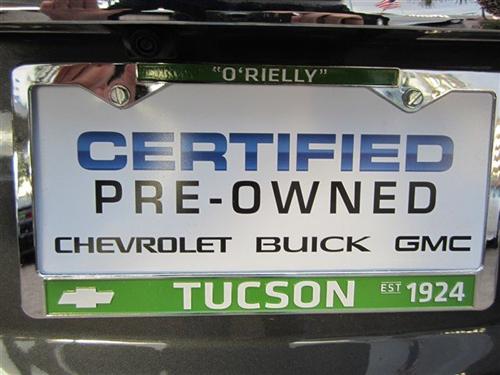 "O'RIELLY"
CERTIFIED
PRE-OWNED
CHEVROLET BUICK GMC
TUCSON EST 1924